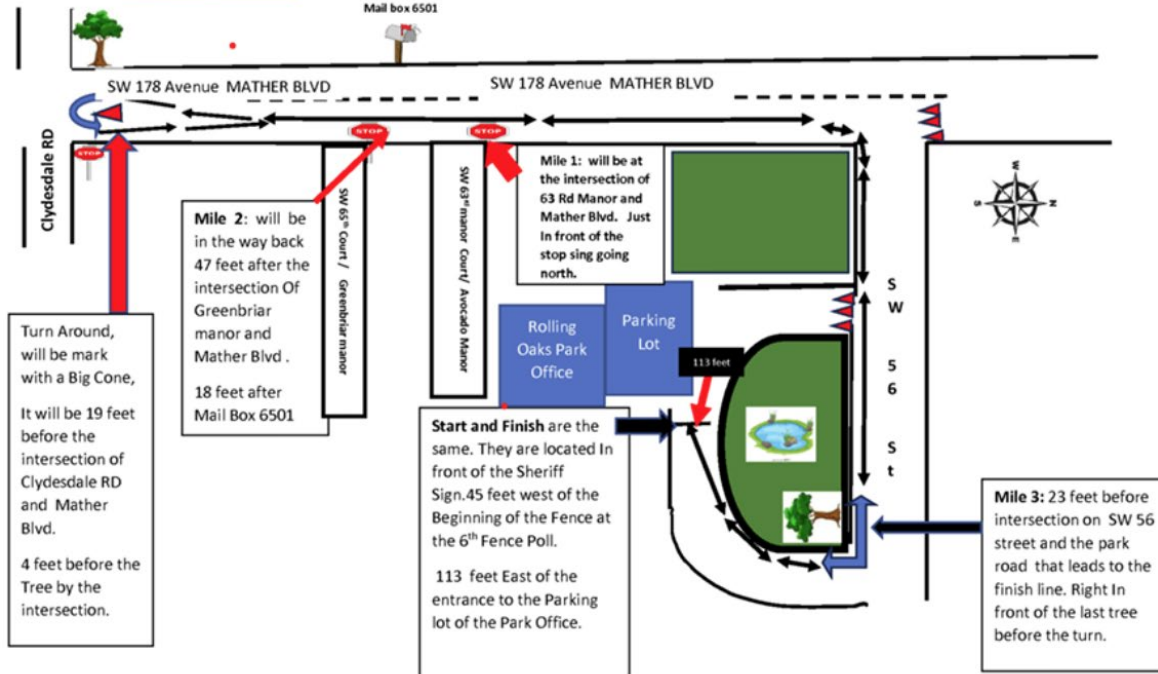 Mail box 6501
SW 178 Avenue MATHER BLVD
SW 178 Avenue MATHER BLVD
Clydesdale RD
STOP
STOP
STOP
SW 65th Court / Greenbriar manor
SW 63rd manor Court/ Avocado Manor
Mile 1: will be at
the intersection of
63 Rd Manor and
Mather Blvd. Just
In front of the
stop sing going
north.
W
S
N
E
Mile 2: will be
in the way back
47 feet after the
intersection Of
Greenbriar
manor and
Mather Blvd .
18 feet after
Mail Box 6501
SW 56 St
Rolling
Oaks Park
Office
Parking
Lot
113 feet
Turn Around,
will be mark
with a Big Cone,
It will be 19 feet
before the
intersection of
Clydesdale RD
and Mather
Blvd.
4 feet before the
Tree by the
intersection.
Start and Finish are the
same. They are located In
front of the Sheriff
Sign.45 feet west of the
Beginning of the Fence at
the 6th Fence Poll.
113 feet East of the
entrance to the Parking
lot of the Park Office.
Mile 3: 23 feet before
intersection on SW 56
street and the park
road that leads to the
finish line. Right In
front of the last tree
before the turn.